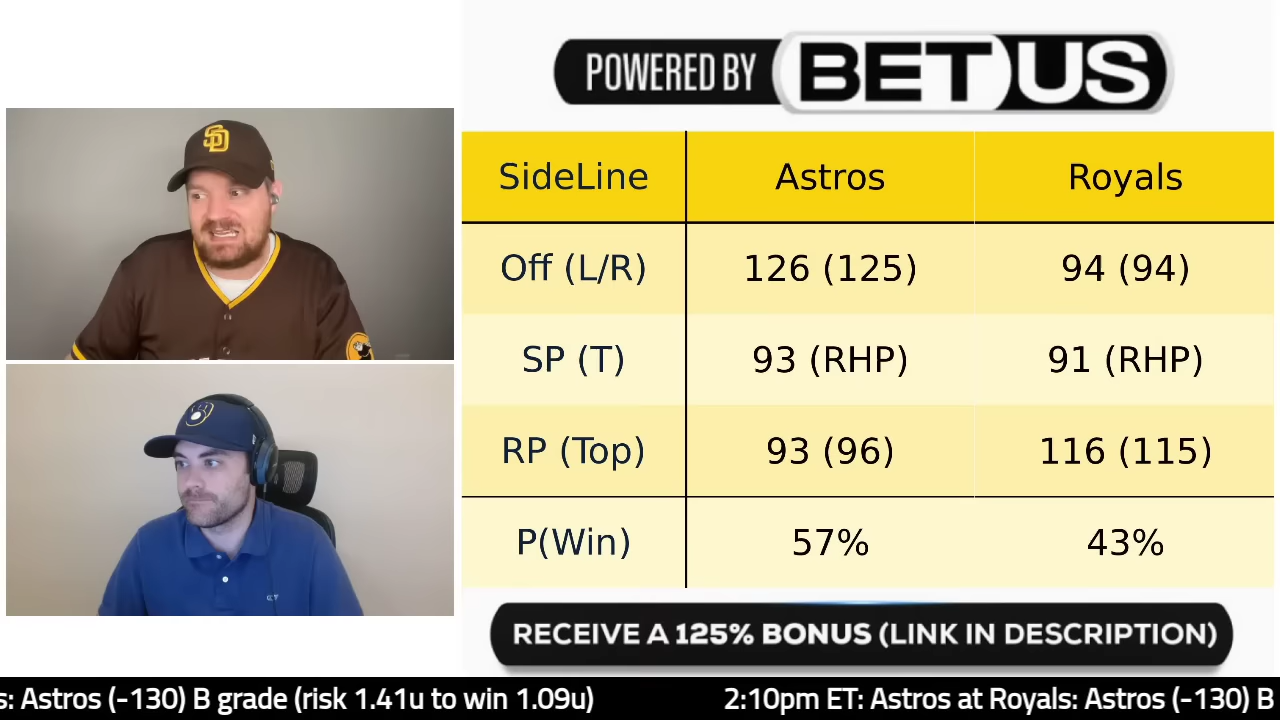 POWERED BY BETUS
SideLine Astros Royals
Off (L/R) 126 (125) 94 (94)
SP (T) 93 (RHP) 91 (RHP)
RP (Top) 93 (96) 116 (115)
P(Win) 57% 43%
RECEIVE A 125% BONUS (LINK IN DESCRIPTION)
SD
s: Astros (-130) B grade (risk 1.41u to win 1.09u) 2:10pm ET: Astros at Royals: Astros (-130) B